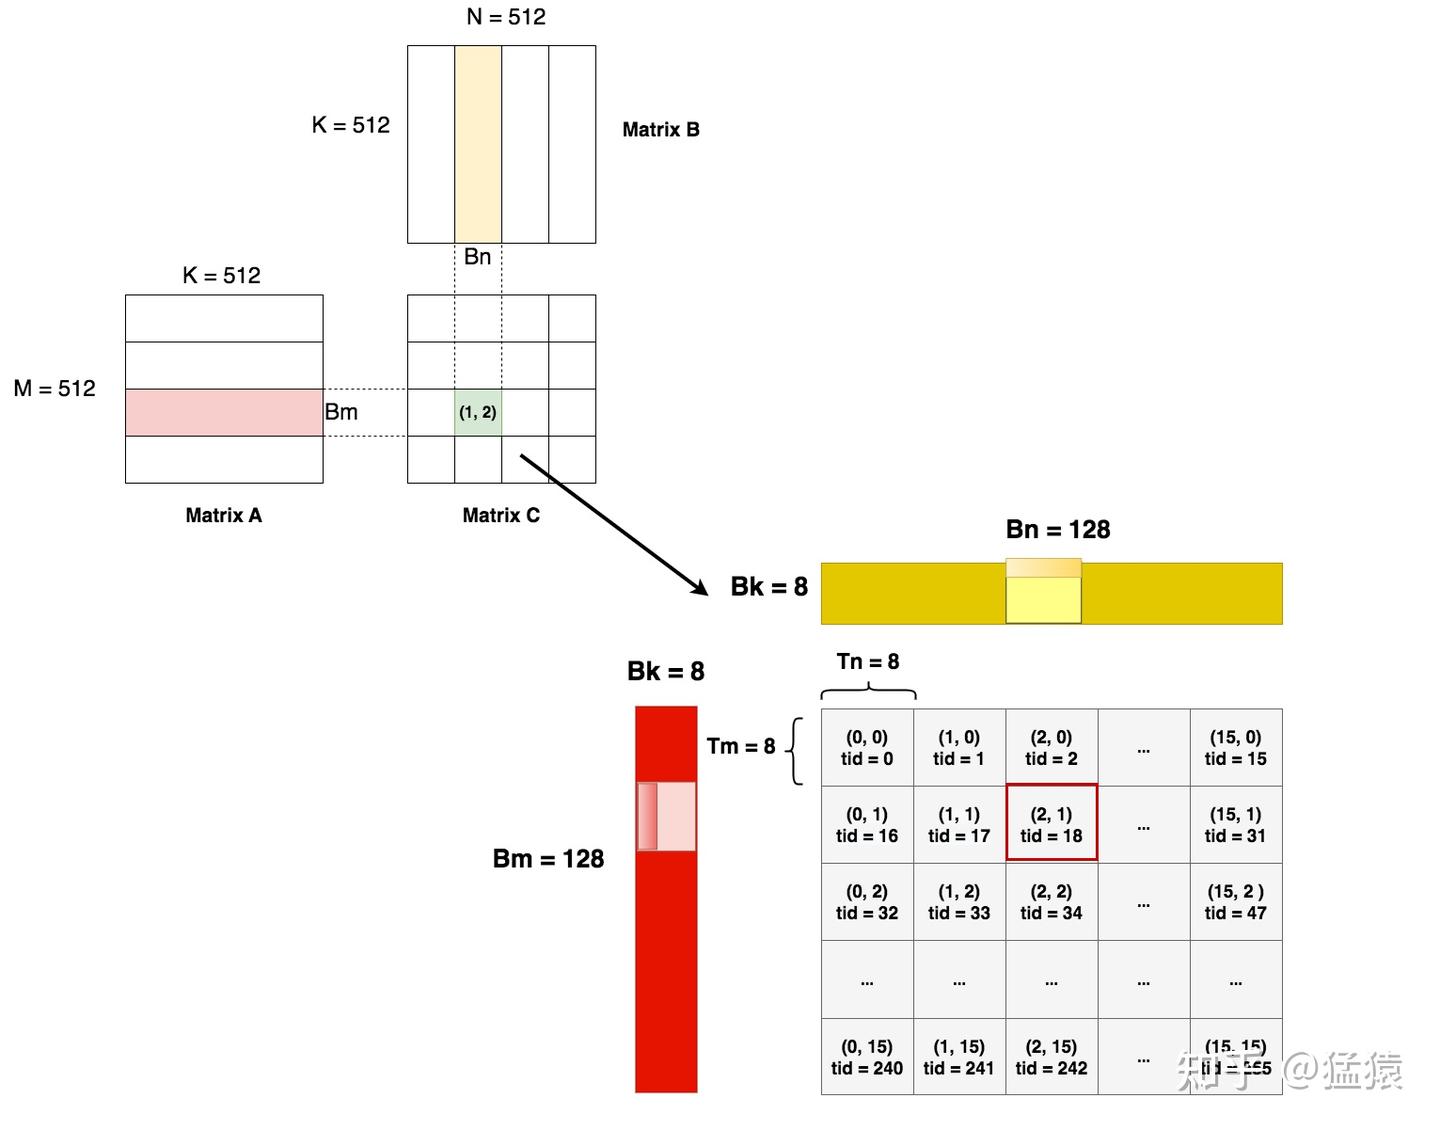 N = 512
K = 512
Matrix B
Bn
K = 512
M = 512
Bm
(1, 2)
Matrix A
Matrix C
Bn = 128
Bk = 8
Tn = 8
Bk = 8
Tm = 8
Bm = 128
(0, 0)
tid = 0
(1, 0)
tid = 1
(2, 0)
tid = 2
...
(15, 0)
tid = 15
(0, 1)
tid = 16
(1, 1)
tid = 17
(2, 1)
tid = 18
...
(15, 1)
tid = 31
(0, 2)
tid = 32
(1, 2)
tid = 33
(2, 2)
tid = 34
...
(15, 2 )
tid = 47
...
...
...
...
...
(0, 15)
tid = 240
(1, 15)
tid = 241
(2, 15)
tid = 242
...
(15, 15)
tid = 255
知乎 @猛猿